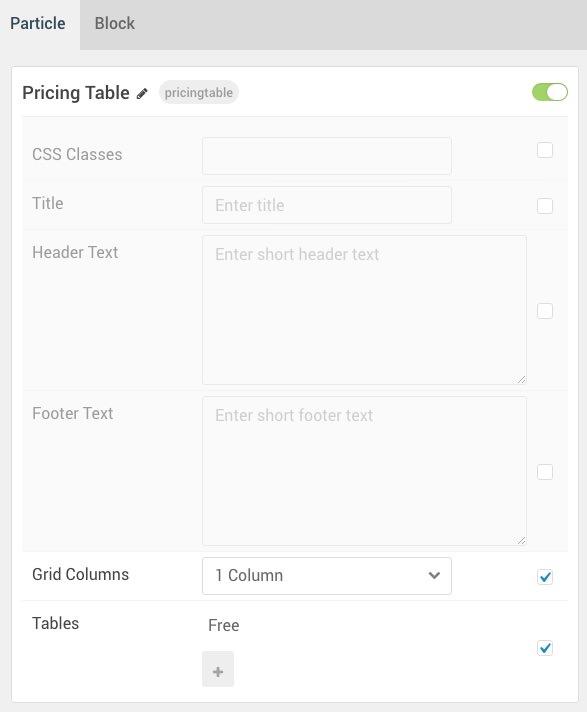 Particle
Block
Pricing Table
pricingtable
CSS Classes
Title
Enter title
Header Text
Enter short header text
Footer Text
Enter short footer text
Grid Columns
1 Column
Tables
Free
+